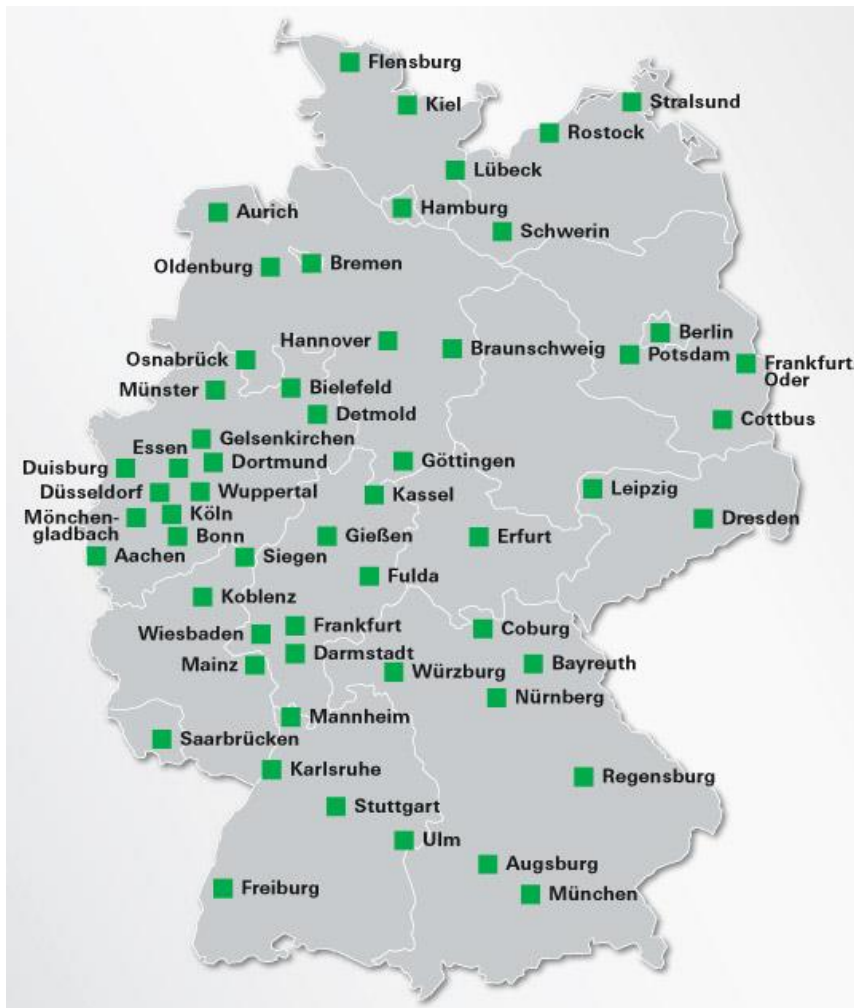 Flensburg
Kiel
Stralsund
Rostock
Lübeck
Aurich
Hamburg
Schwerin
Oldenburg
Bremen
Hannover
Berlin
Osnabrück
Braunschweig
Potsdam
Frankfurt
Oder
Münster
Bielefeld
Detmold
Cottbus
Gelsenkirchen
Essen
Duisburg
Dortmund
Göttingen
Düsseldorf
Wuppertal
Kassel
Leipzig
Mönchen-
gladbach
Köln
Dresden
Bonn
Gießen
Erfurt
Aachen
Siegen
Fulda
Koblenz
Wiesbaden
Frankfurt
Coburg
Darmstadt
Mainz
Würzburg
Bayreuth
Nürnberg
Mannheim
Saarbrücken
Karlsruhe
Regensburg
Stuttgart
Ulm
Augsburg
Freiburg
München